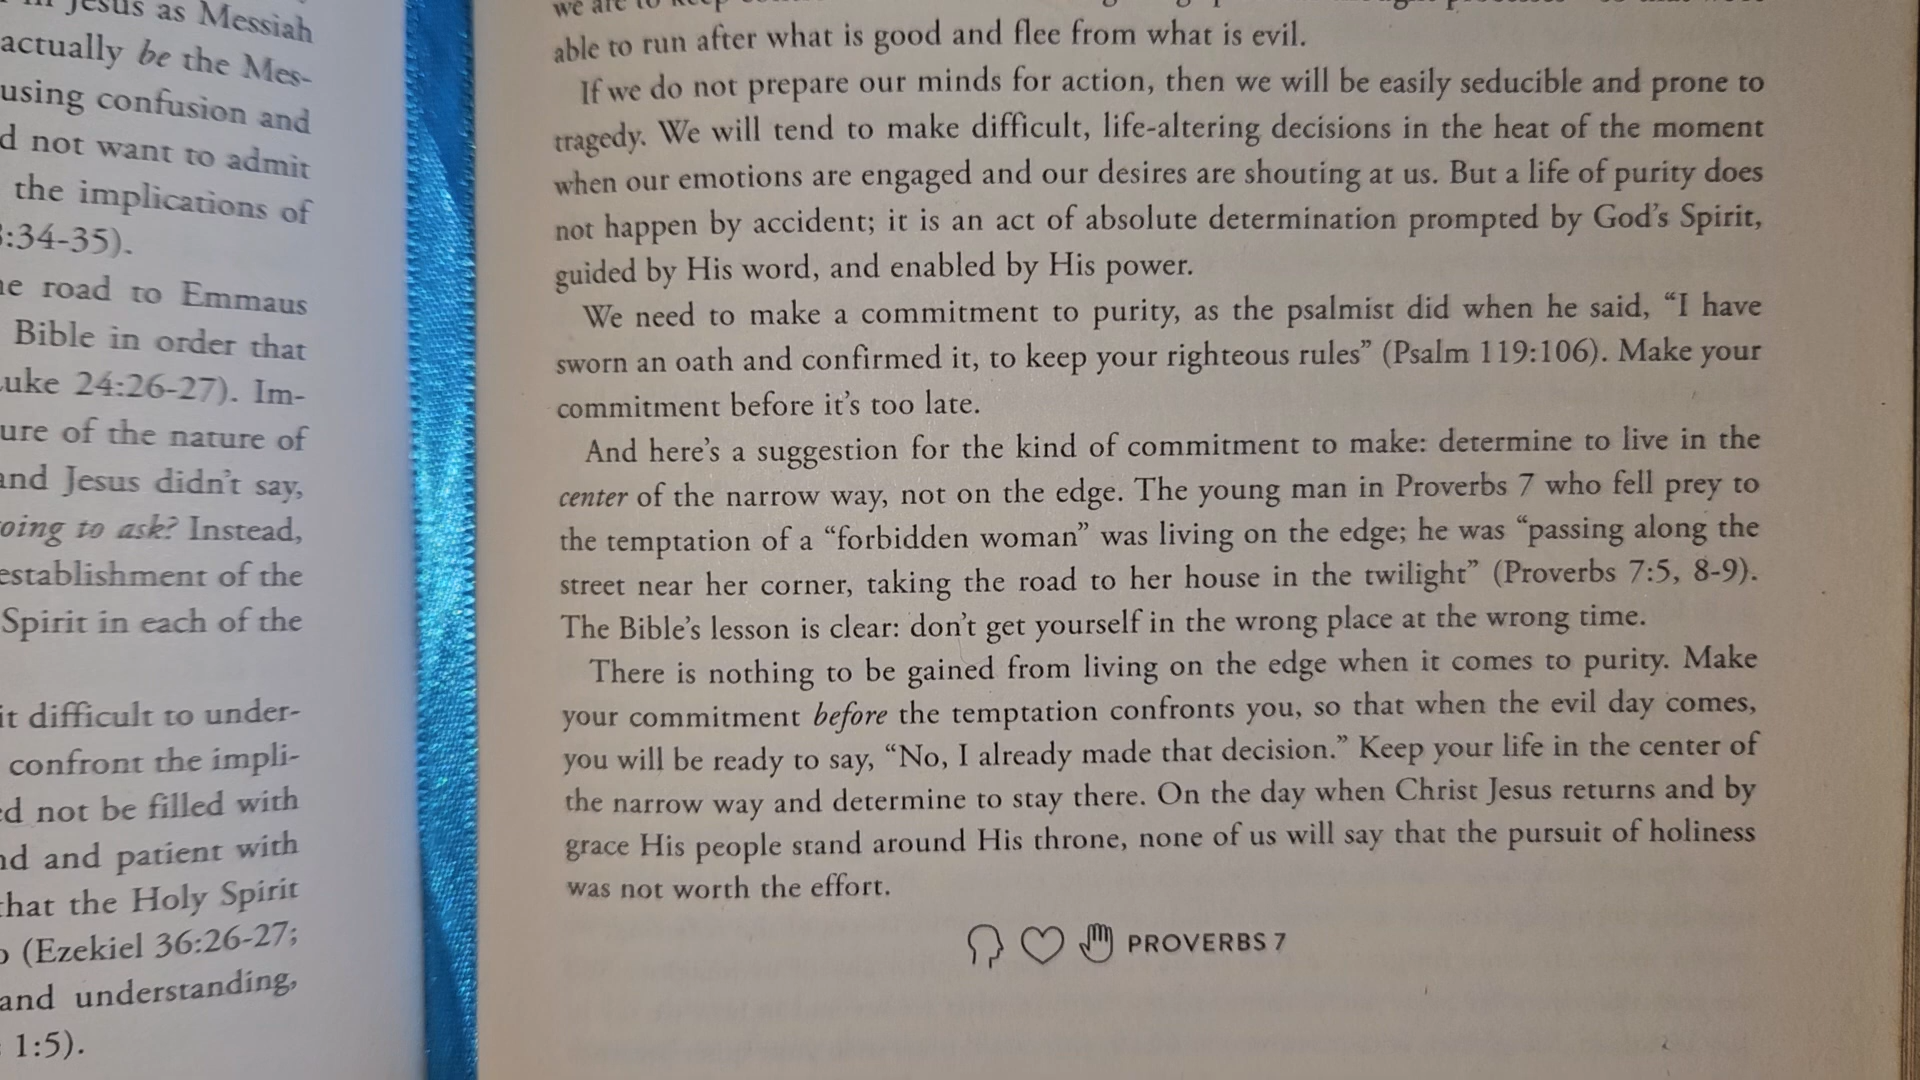 Jesus as Messiah
actually be the Mes-
using confusion and
d not want to admit
the implications of
:34-35).
e road to Emmaus
Bible in order that
uke 24:26-27). Im-
ure of the nature of
and Jesus didn't say,
oing to ask? Instead,
establishment of the
Spirit in each of the
it difficult to under-
confront the impli-
ed not be filled with
nd and patient with
that the Holy Spirit
(Ezekiel 36:26-27;
and understanding,
1:5).
we are to keep
able to run after what is good and flee from what is evil.
If we do not prepare our minds for action, then we will be easily seducible and prone to
tragedy. We will tend to make difficult, life-altering decisions in the heat of the moment
when our emotions are engaged and our desires are shouting at us. But a life of purity does
not happen by accident; it is an act of absolute determination prompted by God's Spirit,
guided by His word, and enabled by His power.
We need to make a commitment to purity, as the psalmist did when he said, “I have
sworn an oath and confirmed it, to keep your righteous rules” (Psalm 119:106). Make your
commitment before it's too late.
And here's a suggestion for the kind of commitment to make: determine to live in the
center of the narrow way, not on the edge. The young man in Proverbs 7 who fell prey to
the temptation of a “forbidden woman” was living on the edge; he was “passing along the
street near her corner, taking the road to her house in the twilight” (Proverbs 7:5, 8-9).
The Bible's lesson is clear: don't get yourself in the wrong place at the wrong time.
There is nothing to be gained from living on the edge when it comes to purity. Make
your commitment before the temptation confronts you, so that when the evil day comes,
you will be ready to say, “No, I already made that decision.” Keep your life in the center of
the narrow way and determine to stay there. On the day when Christ Jesus returns and by
grace His people stand around His throne, none of us will say that the pursuit of holiness
was not worth the effort.
PROVERBS 7